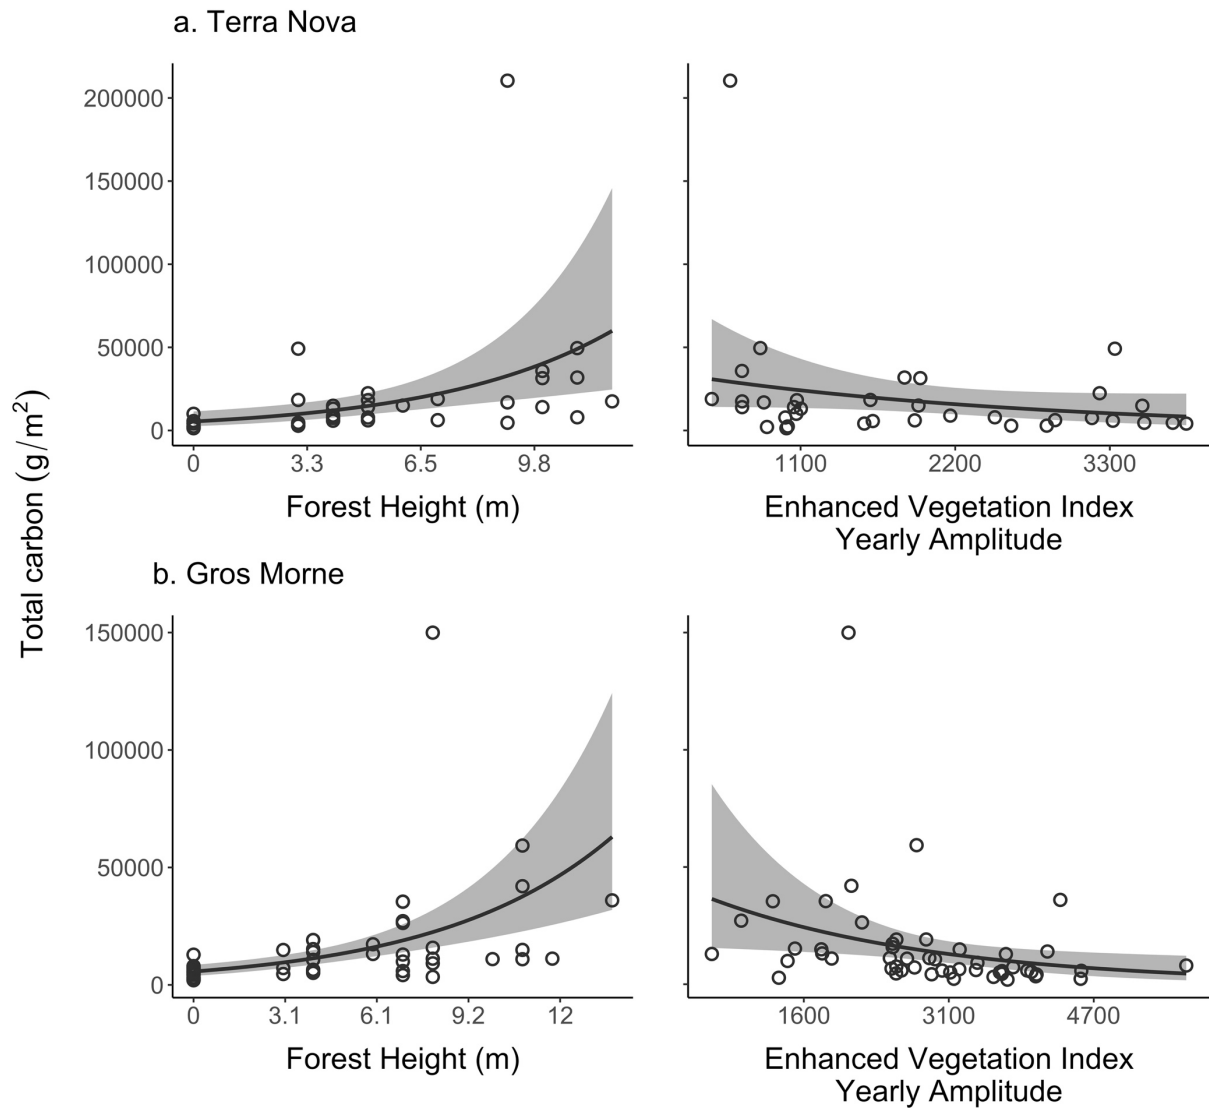 a. Terra Nova
200000
150000
100000
50000
0
0 3.3 6.5 9.8
1100 2200 3300
Forest Height (m)
Enhanced Vegetation Index
Yearly Amplitude
Total carbon (g/m²)
b. Gros Morne
150000
100000
50000
0
0 3.1 6.1 9.2 12
1600 3100 4700
Forest Height (m)
Enhanced Vegetation Index
Yearly Amplitude